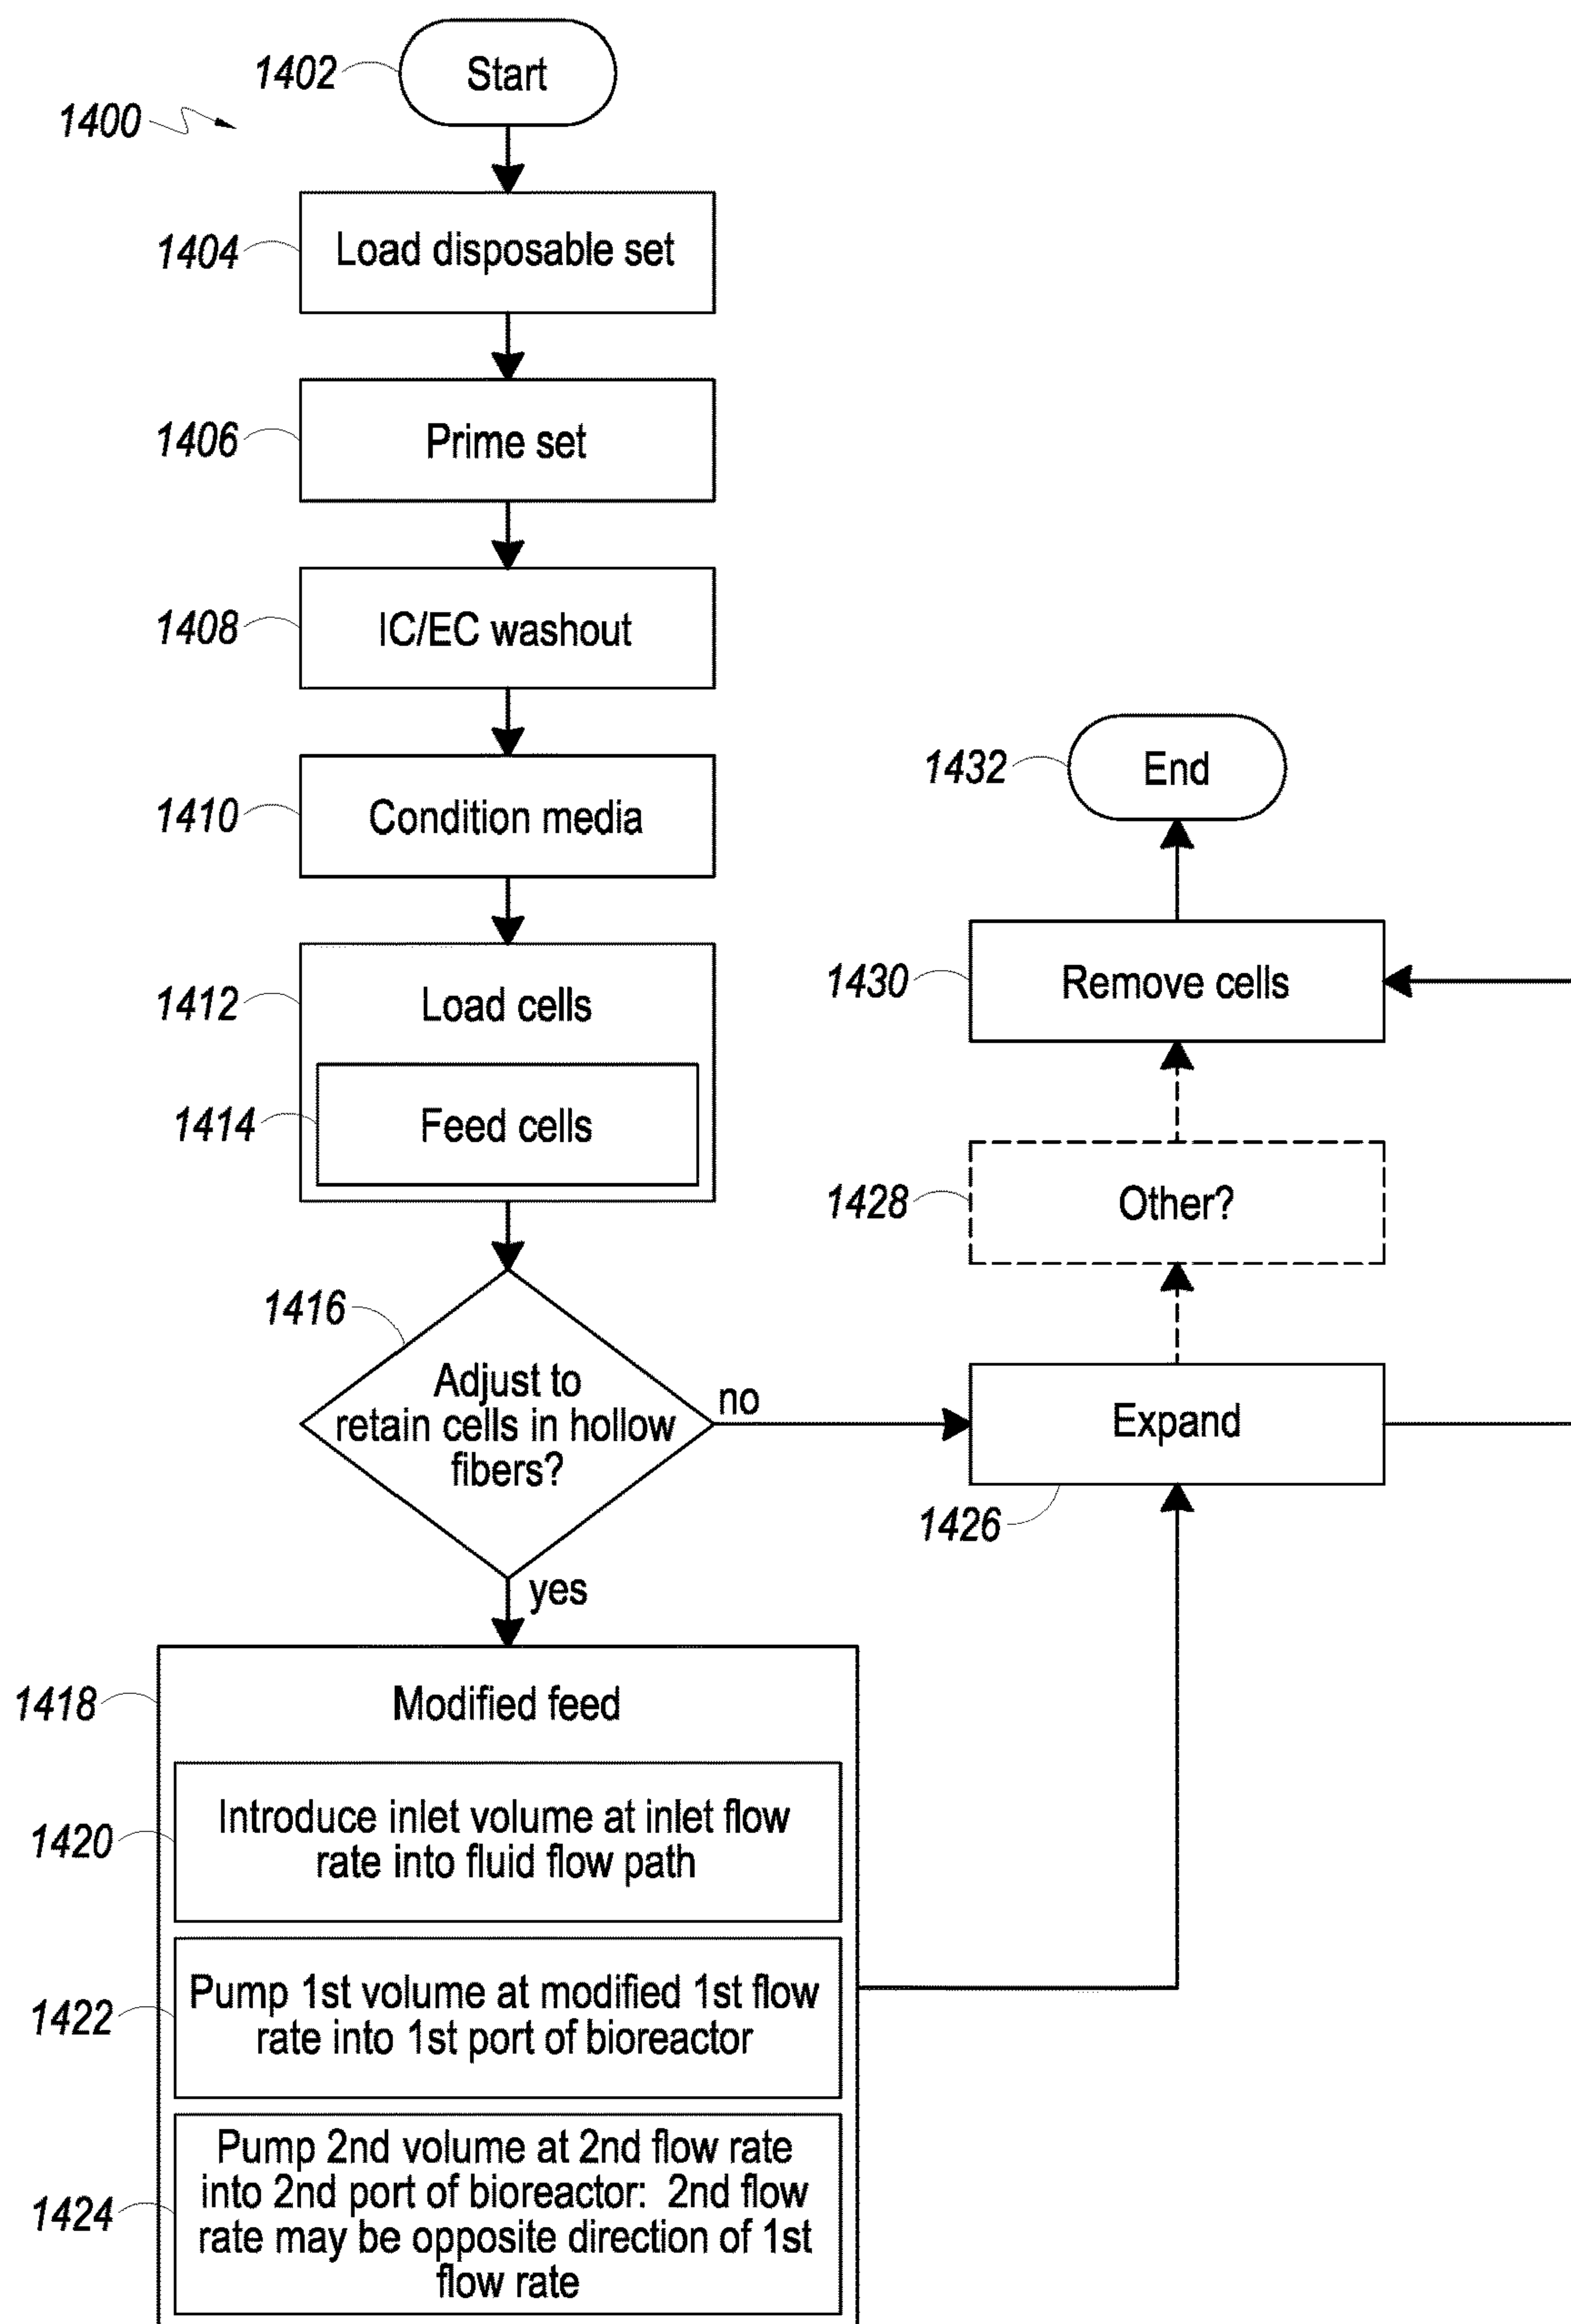 1402
Start
1400
1404
Load disposable set
1406
Prime set
1408
IC/EC washout
1410
Condition media
1412
Load cells
1414
Feed cells
1416
Adjust to
retain cells in hollow
fibers?
no
yes
1418
Modified feed
1420
Introduce inlet volume at inlet flow
rate into fluid flow path
1422
Pump 1st volume at modified 1st flow
rate into 1st port of bioreactor
1424
Pump 2nd volume at 2nd flow rate
into 2nd port of bioreactor: 2nd flow
rate may be opposite direction of 1st
flow rate
1432
End
1430
Remove cells
1428
Other?
Expand
1426